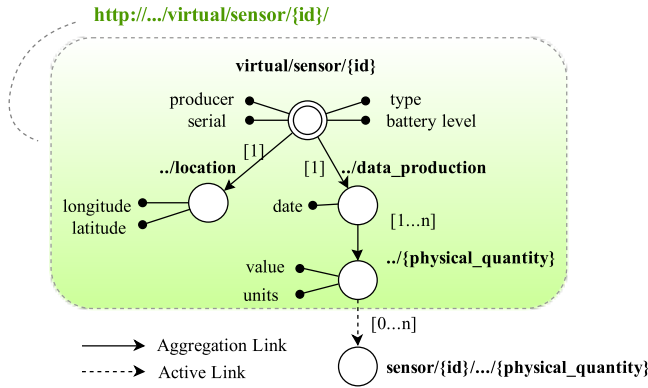 http://.../virtual/sensor/{id}/
virtual/sensor/{id}
producer
type
serial
battery level
[1]
[1]
../location
../data_production
longitude
latitude
date
[1...n]
../{physical_quantity}
value
units
[0...n]
Aggregation Link
Active Link
sensor/{id}/.../{physical_quantity}